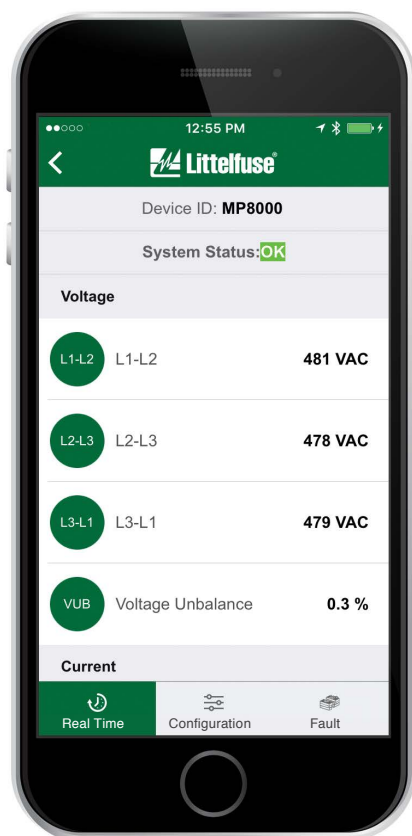 12:55 PM
Littelfuse®
Device ID: MP8000
System Status:OK
Voltage
L1-L2 L1-L2 481 VAC
L2-L3 L2-L3 478 VAC
L3-L1 L3-L1 479 VAC
VUB Voltage Unbalance 0.3 %
Current
Real Time Configuration Fault